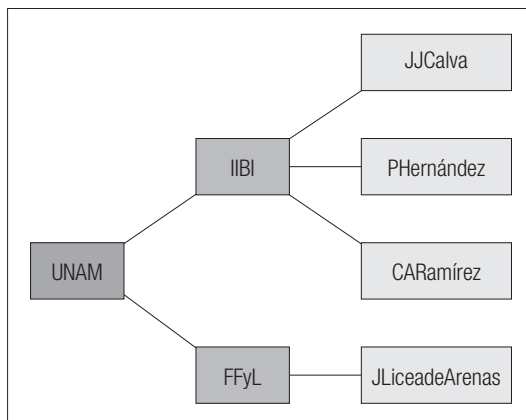 JJCalva
IIBI
PHernández
UNAM
CARamírez
FFyL
JLiceadeArenas